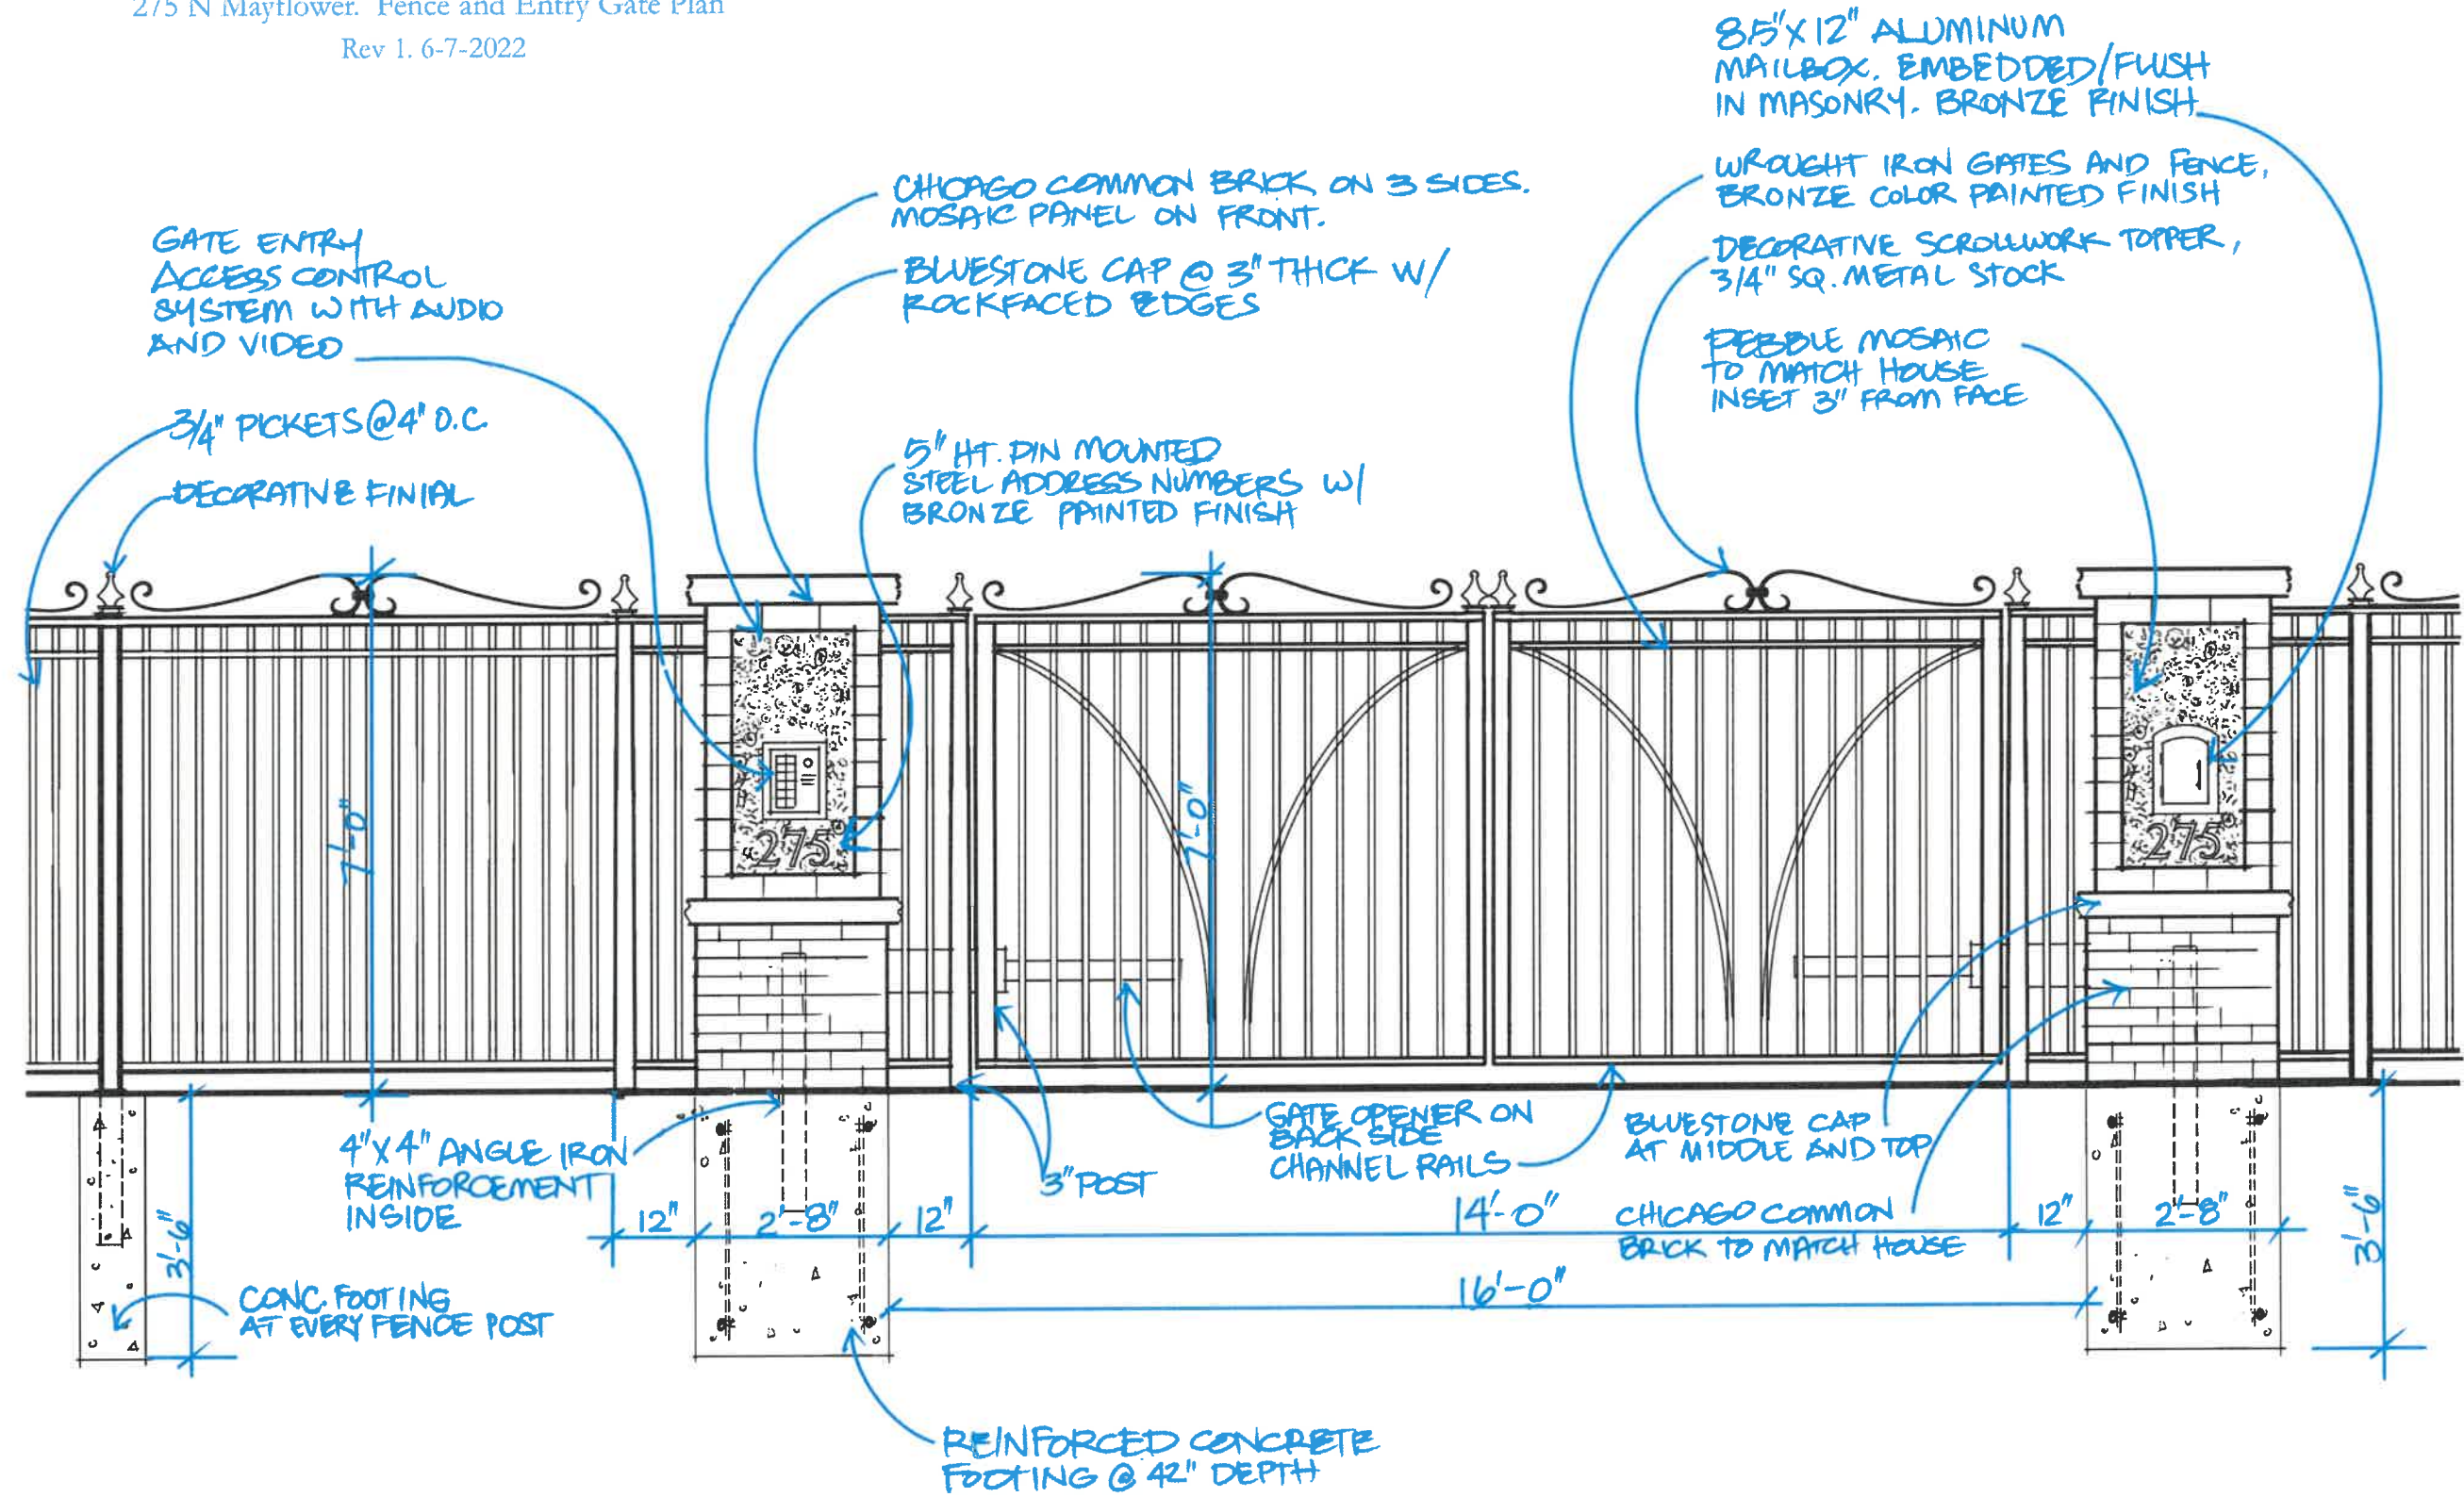 275 N Mayflower. Fence and Entry Gate Plan
Rev 1. 6-7-2022
8.5"X12" ALUMINUM
MAILBOX. EMBEDDED/FLUSH
IN MASONRY. BRONZE FINISH
WROUGHT IRON GATES AND FENCE,
BRONZE COLOR PAINTED FINISH
DECORATIVE SCROLLWORK TOPPER,
3/4" SQ. METAL STOCK
PEBBLE MOSAIC
TO MATCH HOUSE
INSET 3" FROM FACE
CHICAGO COMMON BRICK ON 3 SIDES.
MOSAIC PANEL ON FRONT.
BLUESTONE CAP @ 3" THICK W/
ROCKFACED EDGES
5" HT. PIN MOUNTED
STEEL ADDRESS NUMBERS W/
BRONZE PAINTED FINISH
GATE ENTRY
ACCESS CONTROL
SYSTEM WITH AUDIO
AND VIDEO
3/4" PICKETS @ 4" O.C.
DECORATIVE FINIAL
7'-0"
275
7'-0"
275
4"X4" ANGLE IRON
REINFORCEMENT
INSIDE
3" POST
GATE OPENER ON
BACK SIDE
CHANNEL RAILS
BLUESTONE CAP
AT MIDDLE AND TOP
CHICAGO COMMON
BRICK TO MATCH HOUSE
3'-6"
12"
2'-8"
12"
14'-0"
12"
2'-8"
3'-6"
16'-0"
CONC. FOOTING
AT EVERY FENCE POST
REINFORCED CONCRETE
FOOTING @ 42" DEPTH